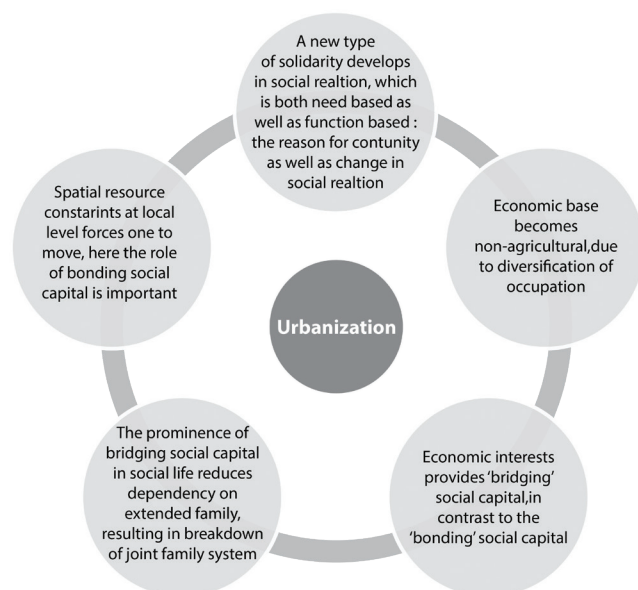 A new type
of solidarity develops
in social realtion, which
is both need based as
well as function based :
the reason for contunity
as well as change in
social realtion
Economic base
becomes
non-agricultural,due
to diversification of
occupation
Economic interests
provides ‘bridging’
social capital,in
contrast to the
‘bonding’ social capital
The prominence of
bridging social capital
in social life reduces
dependency on
extended family,
resulting in breakdown
of joint family system
Spatial resource
constarints at local
level forces one to
move, here the role
of bonding social
capital is important
Urbanization